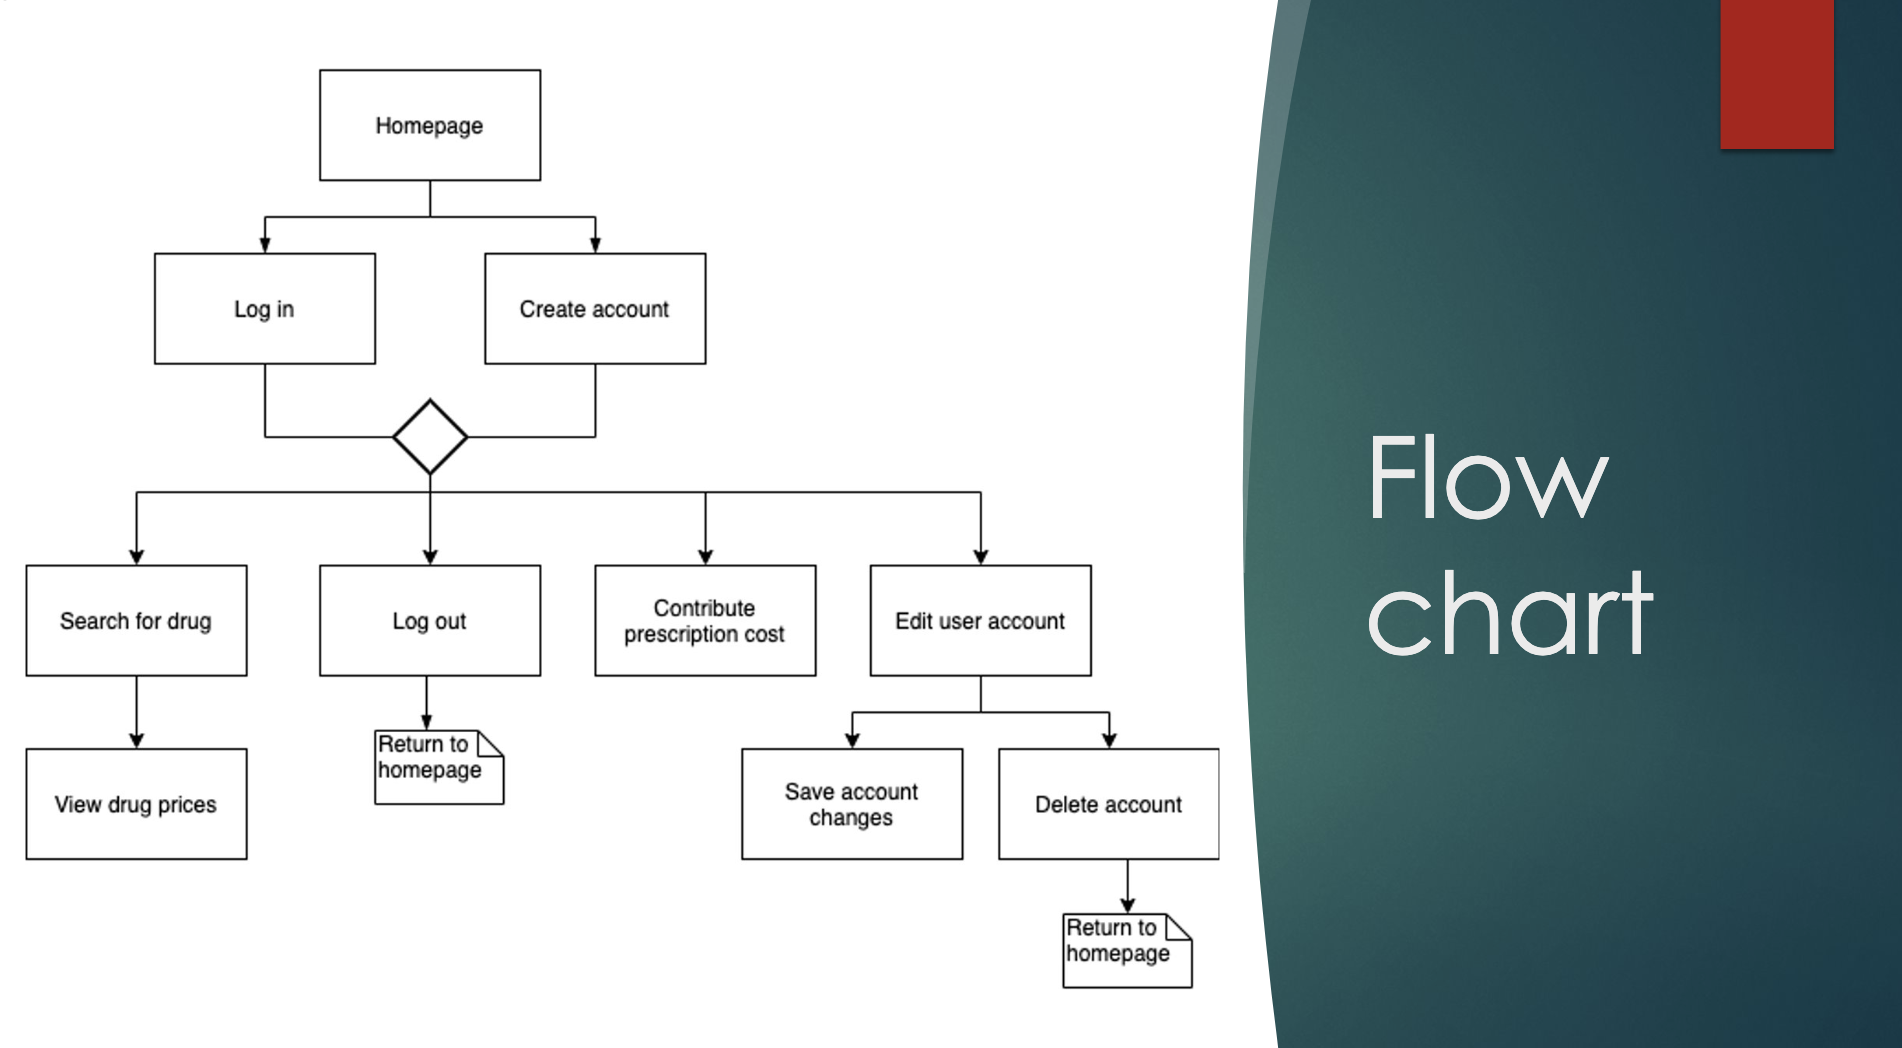 Homepage
Log in
Create account
Search for drug
Log out
Contribute
prescription cost
Edit user account
View drug prices
Return to
homepage
Save account
changes
Delete account
Return to
homepage
Flow
chart